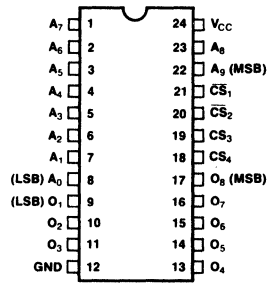 A7 1 24 VCC
A6 2 23 A8
A5 3 22 A9 (MSB)
A4 4 21 C̅S̅1
A3 5 20 C̅S̅2
A2 6 19 CS3
A1 7 18 CS4
(LSB) A0 8 17 O8 (MSB)
(LSB) O1 9 16 O7
O2 10 15 O6
O3 11 14 O5
GND 12 13 O4